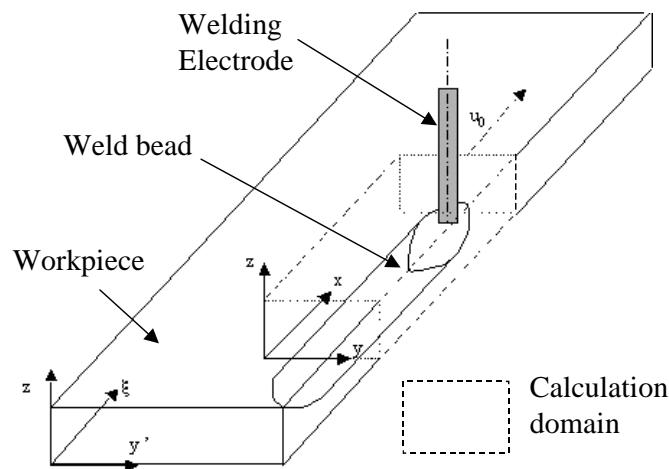 Welding
Electrode
u₀
Weld bead
Workpiece
z
x
y
z
ξ
y'
Calculation
domain